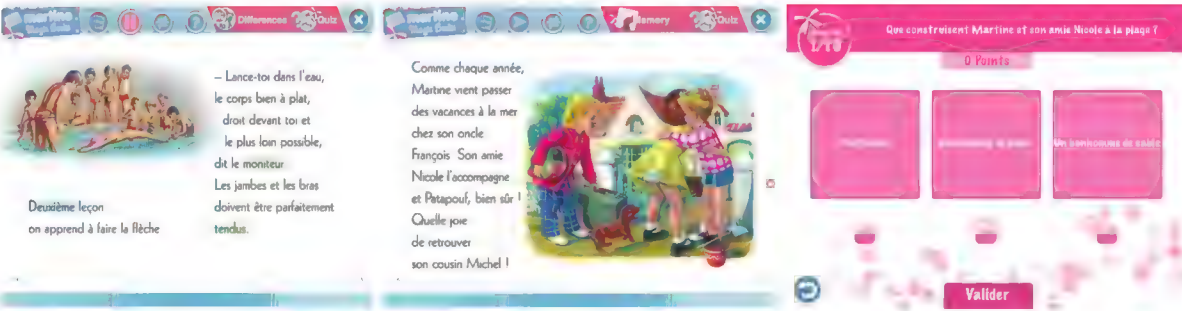 martine
Differences
Quiz
– Lance-toi dans l'eau,
le corps bien à plat,
droit devant toi et
le plus loin possible,
dit le moniteur
Les jambes et les bras
doivent être parfaitement
tendus.
Deuxième leçon
on apprend à faire la flèche
martine
Memory
Quiz
Comme chaque année,
Martine vient passer
des vacances à la mer
chez son oncle
François Son amie
Nicole l'accompagne
et Patapouf, bien sûr !
Quelle joie
de retrouver
son cousin Michel !
1/10
Que construisent Martine et son amie Nicole à la plage ?
0 Points
Un bonhomme de sable
Valider